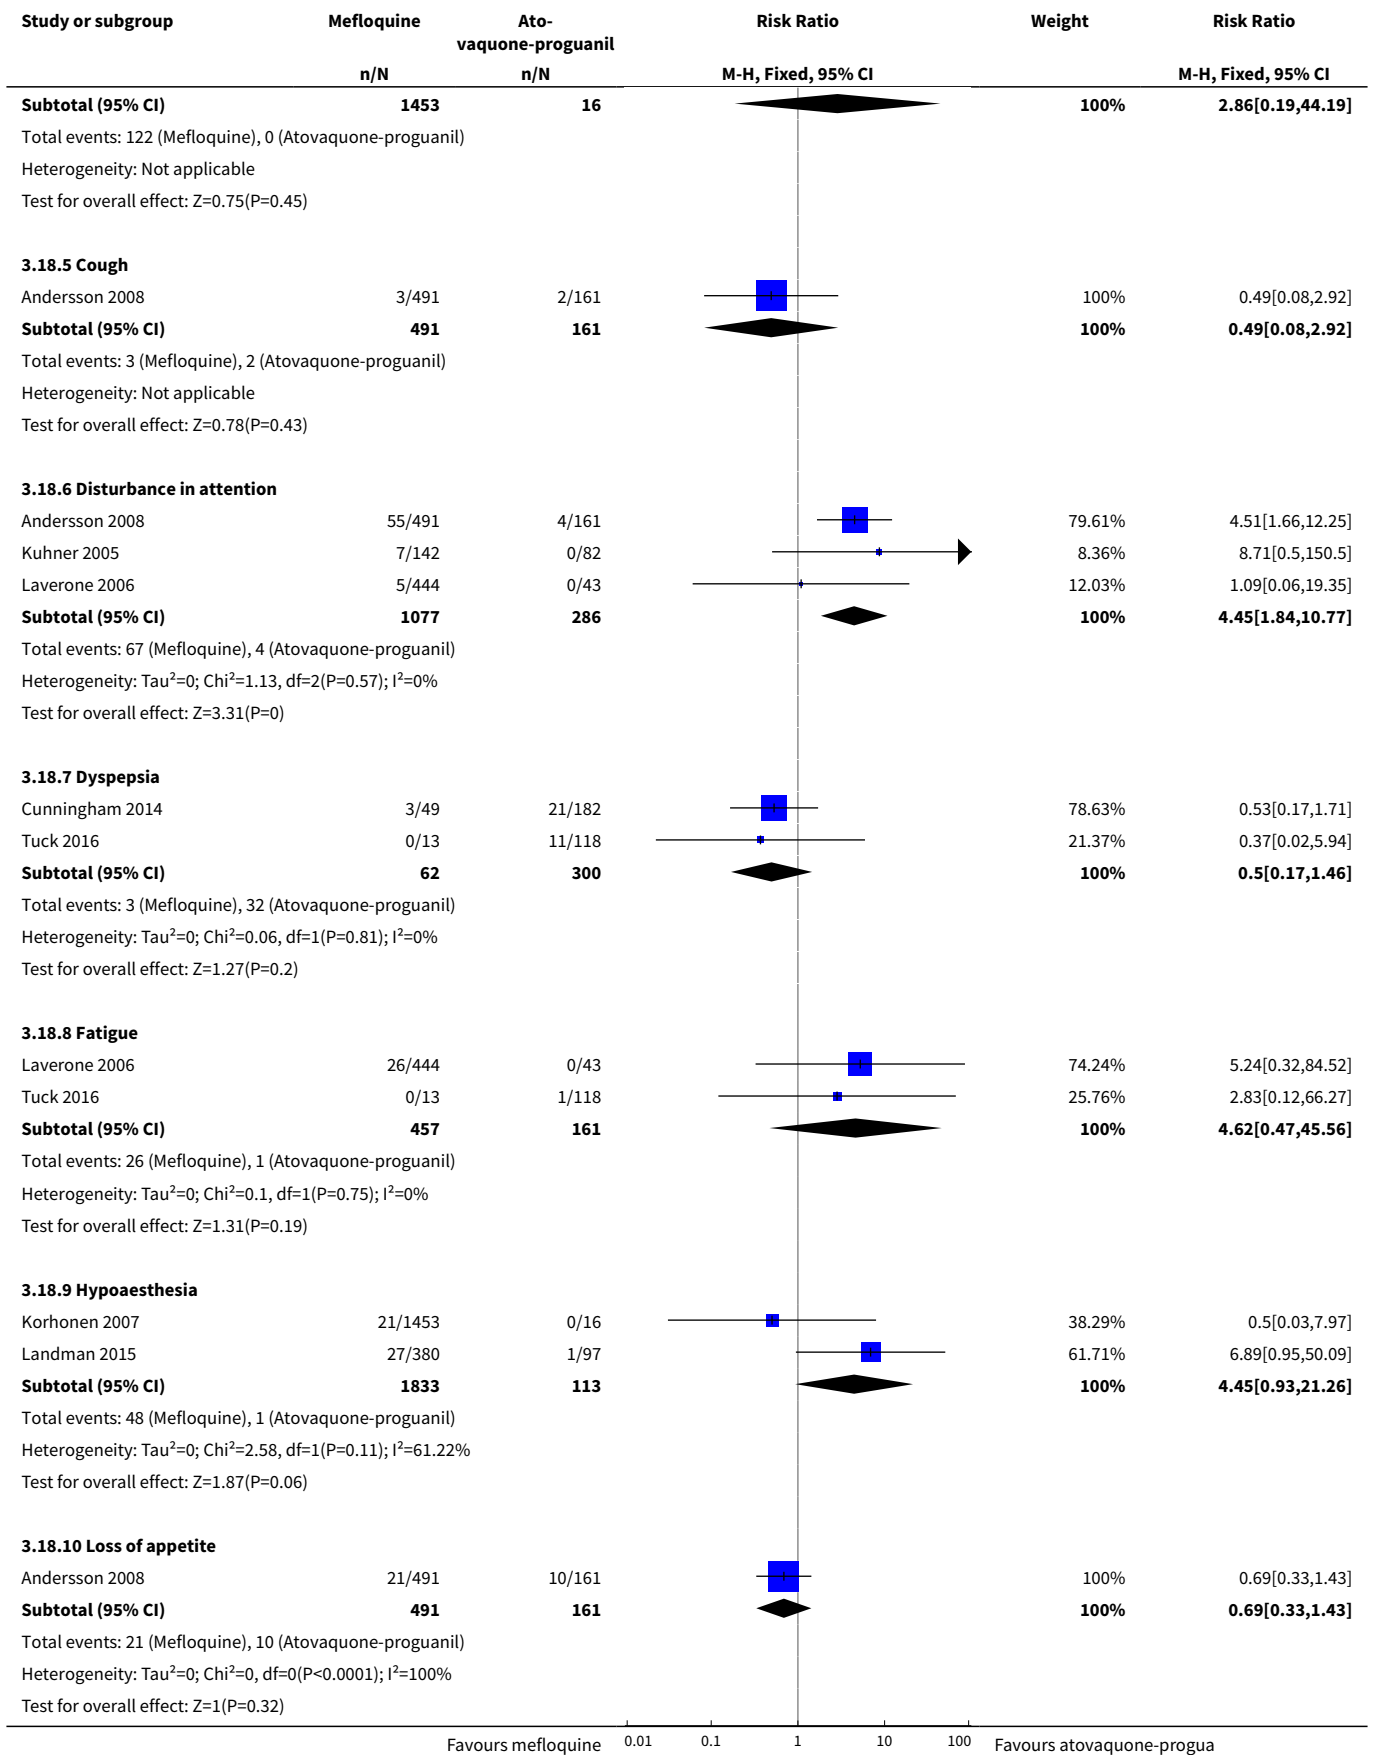 Study or subgroup Mefloquine Ato- Risk Ratio Weight Risk Ratio
vaquone-proguanil
n/N n/N M-H, Fixed, 95% CI M-H, Fixed, 95% CI
Subtotal (95% CI) 1453 16 100% 2.86[0.19,44.19]
Total events: 122 (Mefloquine), 0 (Atovaquone-proguanil)
Heterogeneity: Not applicable
Test for overall effect: Z=0.75(P=0.45)
3.18.5 Cough
Andersson 2008 3/491 2/161 100% 0.49[0.08,2.92]
Subtotal (95% CI) 491 161 100% 0.49[0.08,2.92]
Total events: 3 (Mefloquine), 2 (Atovaquone-proguanil)
Heterogeneity: Not applicable
Test for overall effect: Z=0.78(P=0.43)
3.18.6 Disturbance in attention
Andersson 2008 55/491 4/161 79.61% 4.51[1.66,12.25]
Kuhner 2005 7/142 0/82 8.36% 8.71[0.5,150.5]
Laverone 2006 5/444 0/43 12.03% 1.09[0.06,19.35]
Subtotal (95% CI) 1077 286 100% 4.45[1.84,10.77]
Total events: 67 (Mefloquine), 4 (Atovaquone-proguanil)
Heterogeneity: Tau²=0; Chi²=1.13, df=2(P=0.57); I²=0%
Test for overall effect: Z=3.31(P=0)
3.18.7 Dyspepsia
Cunningham 2014 3/49 21/182 78.63% 0.53[0.17,1.71]
Tuck 2016 0/13 11/118 21.37% 0.37[0.02,5.94]
Subtotal (95% CI) 62 300 100% 0.5[0.17,1.46]
Total events: 3 (Mefloquine), 32 (Atovaquone-proguanil)
Heterogeneity: Tau²=0; Chi²=0.06, df=1(P=0.81); I²=0%
Test for overall effect: Z=1.27(P=0.2)
3.18.8 Fatigue
Laverone 2006 26/444 0/43 74.24% 5.24[0.32,84.52]
Tuck 2016 0/13 1/118 25.76% 2.83[0.12,66.27]
Subtotal (95% CI) 457 161 100% 4.62[0.47,45.56]
Total events: 26 (Mefloquine), 1 (Atovaquone-proguanil)
Heterogeneity: Tau²=0; Chi²=0.1, df=1(P=0.75); I²=0%
Test for overall effect: Z=1.31(P=0.19)
3.18.9 Hypoaesthesia
Korhonen 2007 21/1453 0/16 38.29% 0.5[0.03,7.97]
Landman 2015 27/380 1/97 61.71% 6.89[0.95,50.09]
Subtotal (95% CI) 1833 113 100% 4.45[0.93,21.26]
Total events: 48 (Mefloquine), 1 (Atovaquone-proguanil)
Heterogeneity: Tau²=0; Chi²=2.58, df=1(P=0.11); I²=61.22%
Test for overall effect: Z=1.87(P=0.06)
3.18.10 Loss of appetite
Andersson 2008 21/491 10/161 100% 0.69[0.33,1.43]
Subtotal (95% CI) 491 161 100% 0.69[0.33,1.43]
Total events: 21 (Mefloquine), 10 (Atovaquone-proguanil)
Heterogeneity: Tau²=0; Chi²=0, df=0(P<0.0001); I²=100%
Test for overall effect: Z=1(P=0.32)
Favours mefloquine 0.01 0.1 1 10 100 Favours atovaquone-progua